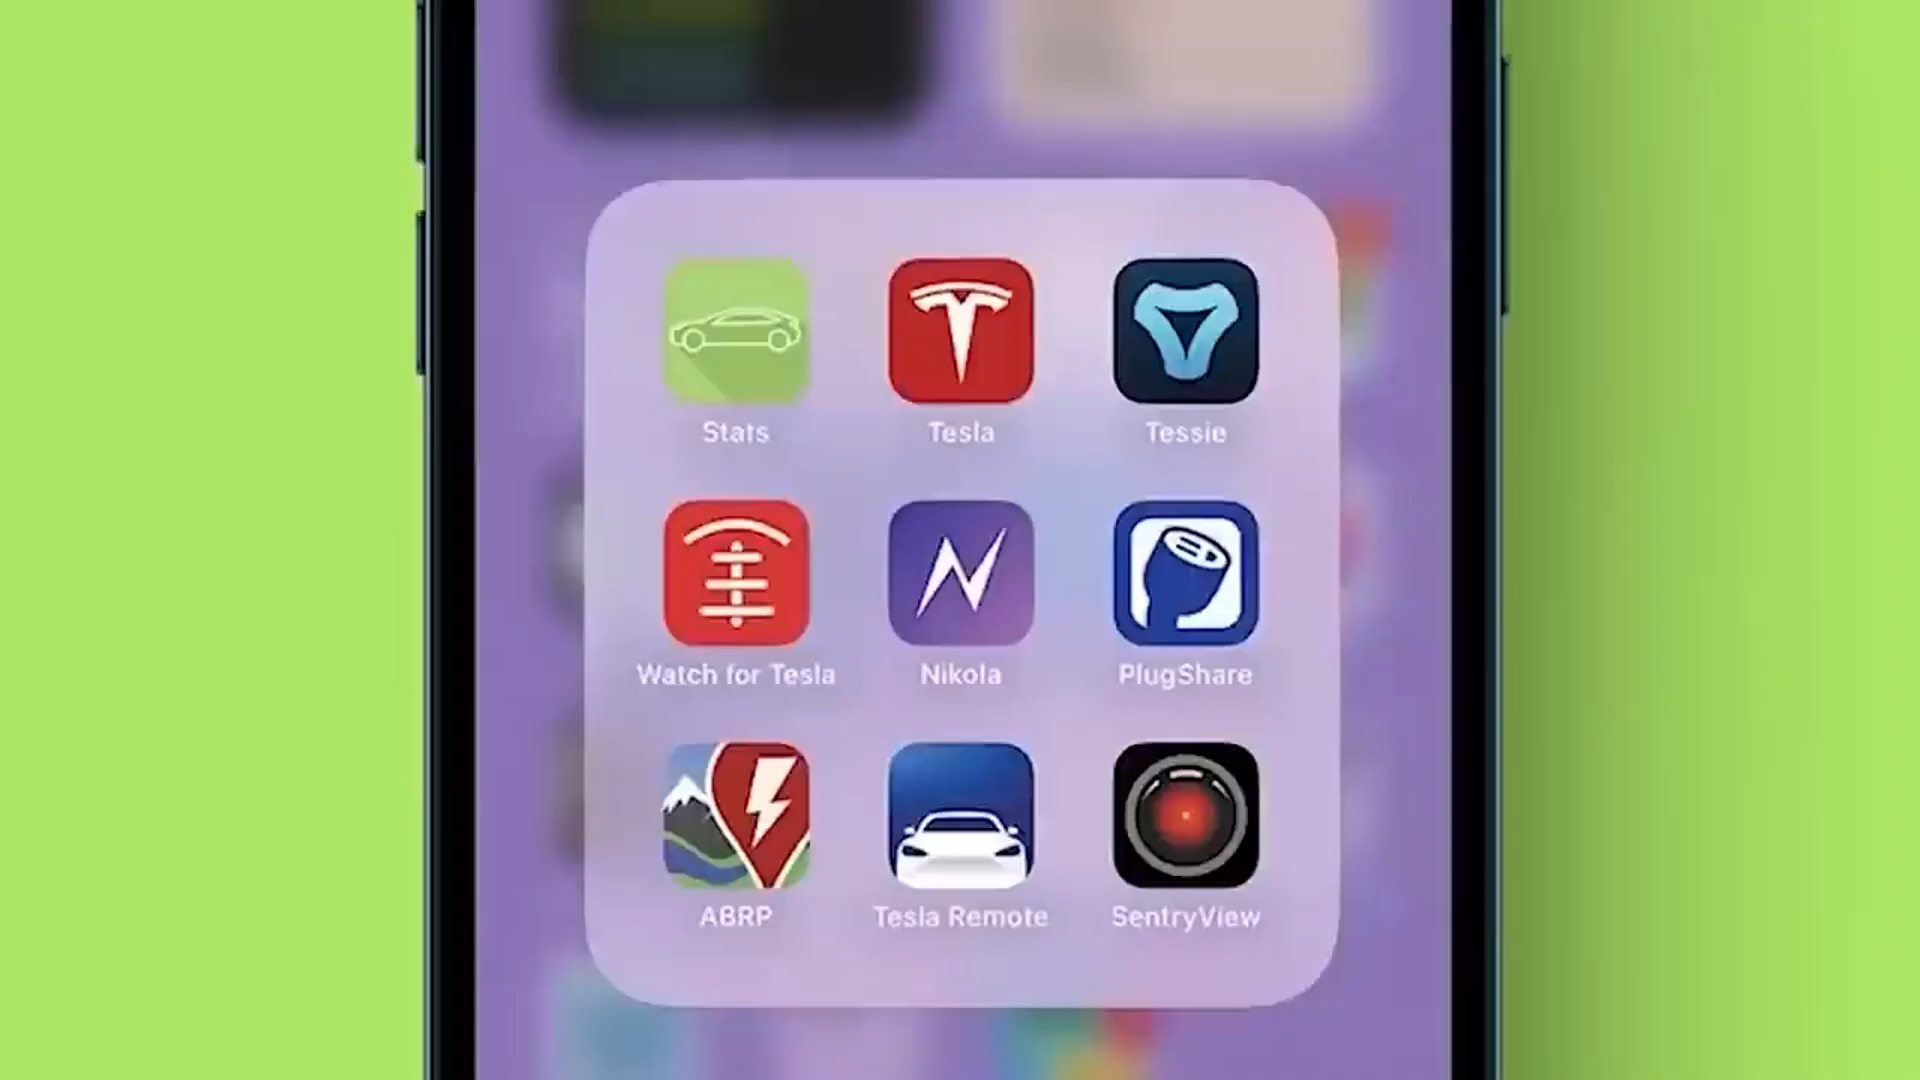 Stats
Tesla
Tessie
Watch for Tesla
Nikola
PlugShare
ABRP
Tesla Remote
SentryView